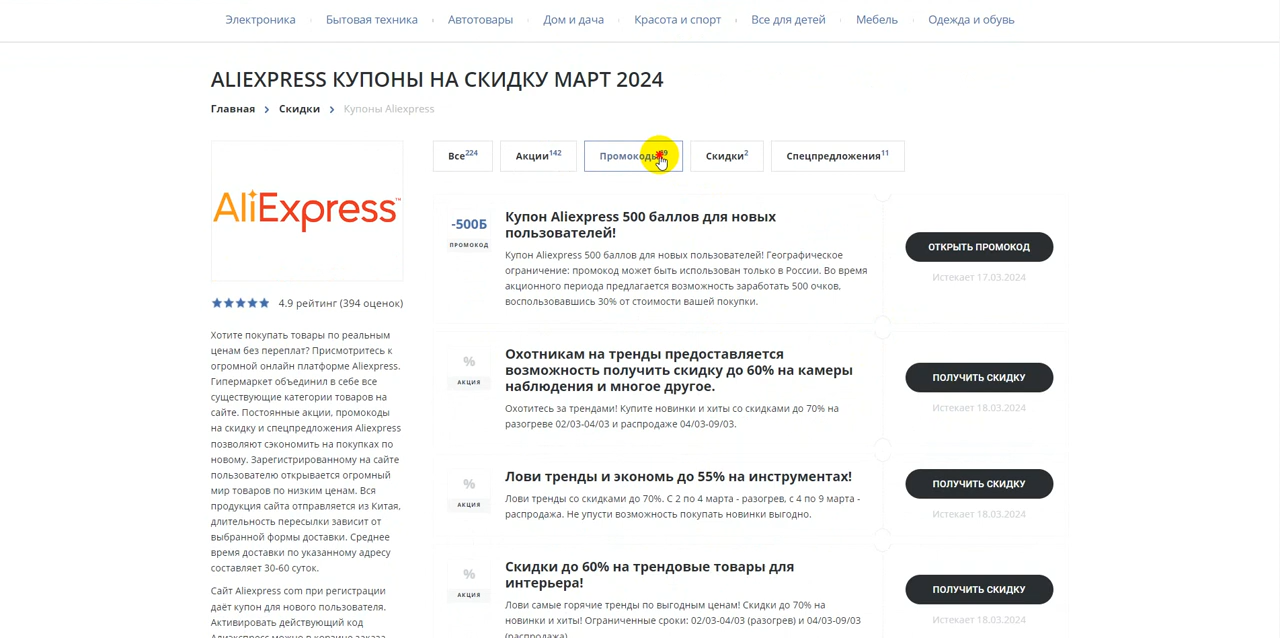 Электроника Бытовая техника Автотовары Дом и дача Красота и спорт Все для детей Мебель Одежда и обувь
ALIEXPRESS КУПОНЫ НА СКИДКУ МАРТ 2024
Главная Скидки Купоны Aliexpress
Все 224 Акции 142 Промокоды Скидки 2 Спецпредложения 11
AliExpress™
4.9 рейтинг (394 оценок)
Хотите покупать товары по реальным
ценам без переплат? Присмотритесь к
огромной онлайн платформе Aliexpress.
Гипермаркет объединил в себе все
существующие категории товаров на
сайте. Постоянные акции, промокоды
на скидку и спецпредложения Aliexpress
позволяют сэкономить на покупках по
новому. Зарегистрированному на сайте
пользователю открывается огромный
мир товаров по низким ценам. Вся
продукция сайта отправляется из Китая,
длительность пересылки зависит от
выбранной формы доставки. Среднее
время доставки по указанному адресу
составляет 30-60 суток.
Сайт Aliexpress com при регистрации
даёт купон для нового пользователя.
Активировать действующий код
Алиэкспресс можно в корзине заказа
-500Б
ПРОМОКОД
Купон Aliexpress 500 баллов для новых
пользователей!
Купон Aliexpress 500 баллов для новых пользователей! Географическое
ограничение: промокод может быть использован только в России. Во время
акционного периода предлагается возможность заработать 500 очков,
воспользовавшись 30% от стоимости вашей покупки.
ОТКРЫТЬ ПРОМОКОД
Истекает 17.03.2024
%
АКЦИЯ
Охотникам на тренды предоставляется
возможность получить скидку до 60% на камеры
наблюдения и многое другое.
Охотитесь за трендами! Купите новинки и хиты со скидками до 70% на
разогреве 02/03-04/03 и распродаже 04/03-09/03.
ПОЛУЧИТЬ СКИДКУ
Истекает 18.03.2024
%
АКЦИЯ
Лови тренды и экономь до 55% на инструментах!
Лови тренды со скидками до 70%. С 2 по 4 марта - разогрев, с 4 по 9 марта -
распродажа. Не упусти возможность покупать новинки выгодно.
ПОЛУЧИТЬ СКИДКУ
Истекает 18.03.2024
%
АКЦИЯ
Скидки до 60% на трендовые товары для
интерьера!
Лови самые горячие тренды по выгодным ценам! Скидки до 70% на
новинки и хиты! Ограниченные сроки: 02/03-04/03 (разогрев) и 04/03-09/03
(распродажа)
ПОЛУЧИТЬ СКИДКУ
Истекает 18.03.2024